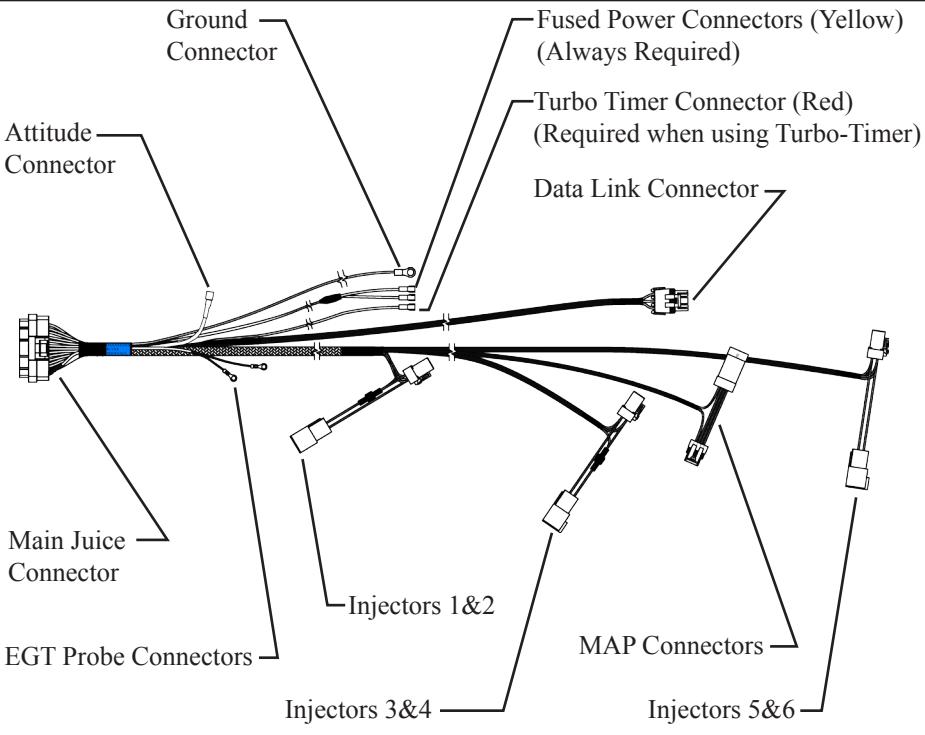 Ground
Connector
Fused Power Connectors (Yellow)
(Always Required)
Turbo Timer Connector (Red)
(Required when using Turbo-Timer)
Attitude
Connector
Data Link Connector
Main Juice
Connector
Injectors 1&2
EGT Probe Connectors
MAP Connectors
Injectors 3&4
Injectors 5&6